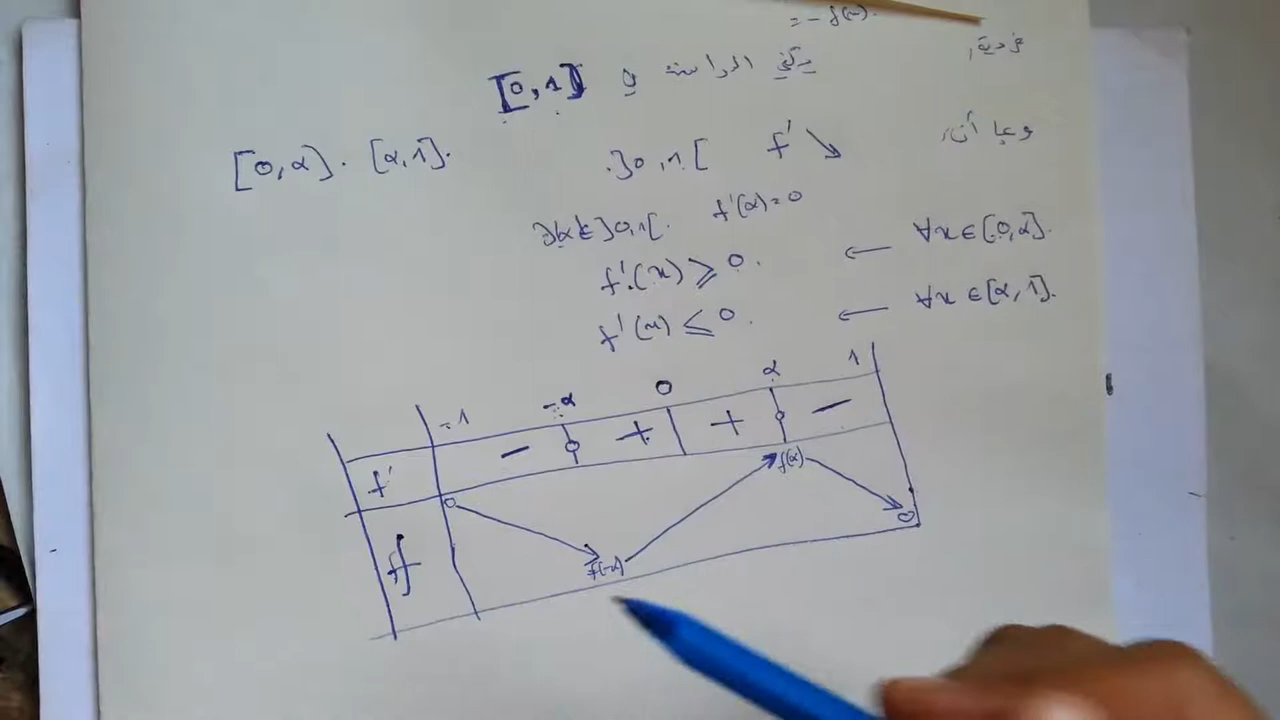 = - f(x).
فردية,
يكفي الدراسة في [0,1]
وبما أن, f' ↘ ]0,1[.
[0,α]. [α,1].
∃!α∈]0,1[. f'(α)=0
∀x∈[0,α]. ← f'(x) ⩾ 0.
∀x∈[α,1]. ← f'(x) ≤ 0.
-1 -α 0 α 1
f' - 0 + + 0 -
f 0 f(-α) f(α) 0